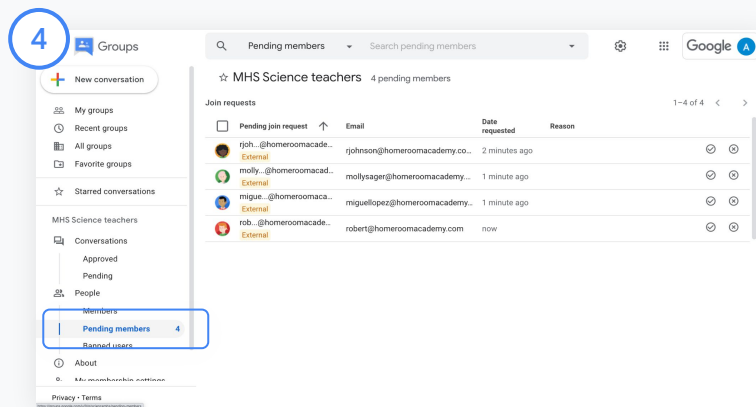 4
Groups
Pending members
Search pending members
Google
A
New conversation
My groups
Recent groups
All groups
Favorite groups
Starred conversations
MHS Science teachers
Conversations
Approved
Pending
People
Members
Pending members 4
Banned users
About
My membership settings
Privacy • Terms
MHS Science teachers 4 pending members
Join requests
1–4 of 4
Pending join request Email Date requested Reason
rjoh...@homeroomacade...
External
rjohnson@homeroomacademy.co... 2 minutes ago
molly...@homeroomacad...
External
mollysager@homeroomacademy... 1 minute ago
migue...@homeroomaca...
External
miguellopez@homeroomacademy... 1 minute ago
rob...@homeroomacade...
External
robert@homeroomacademy.com now